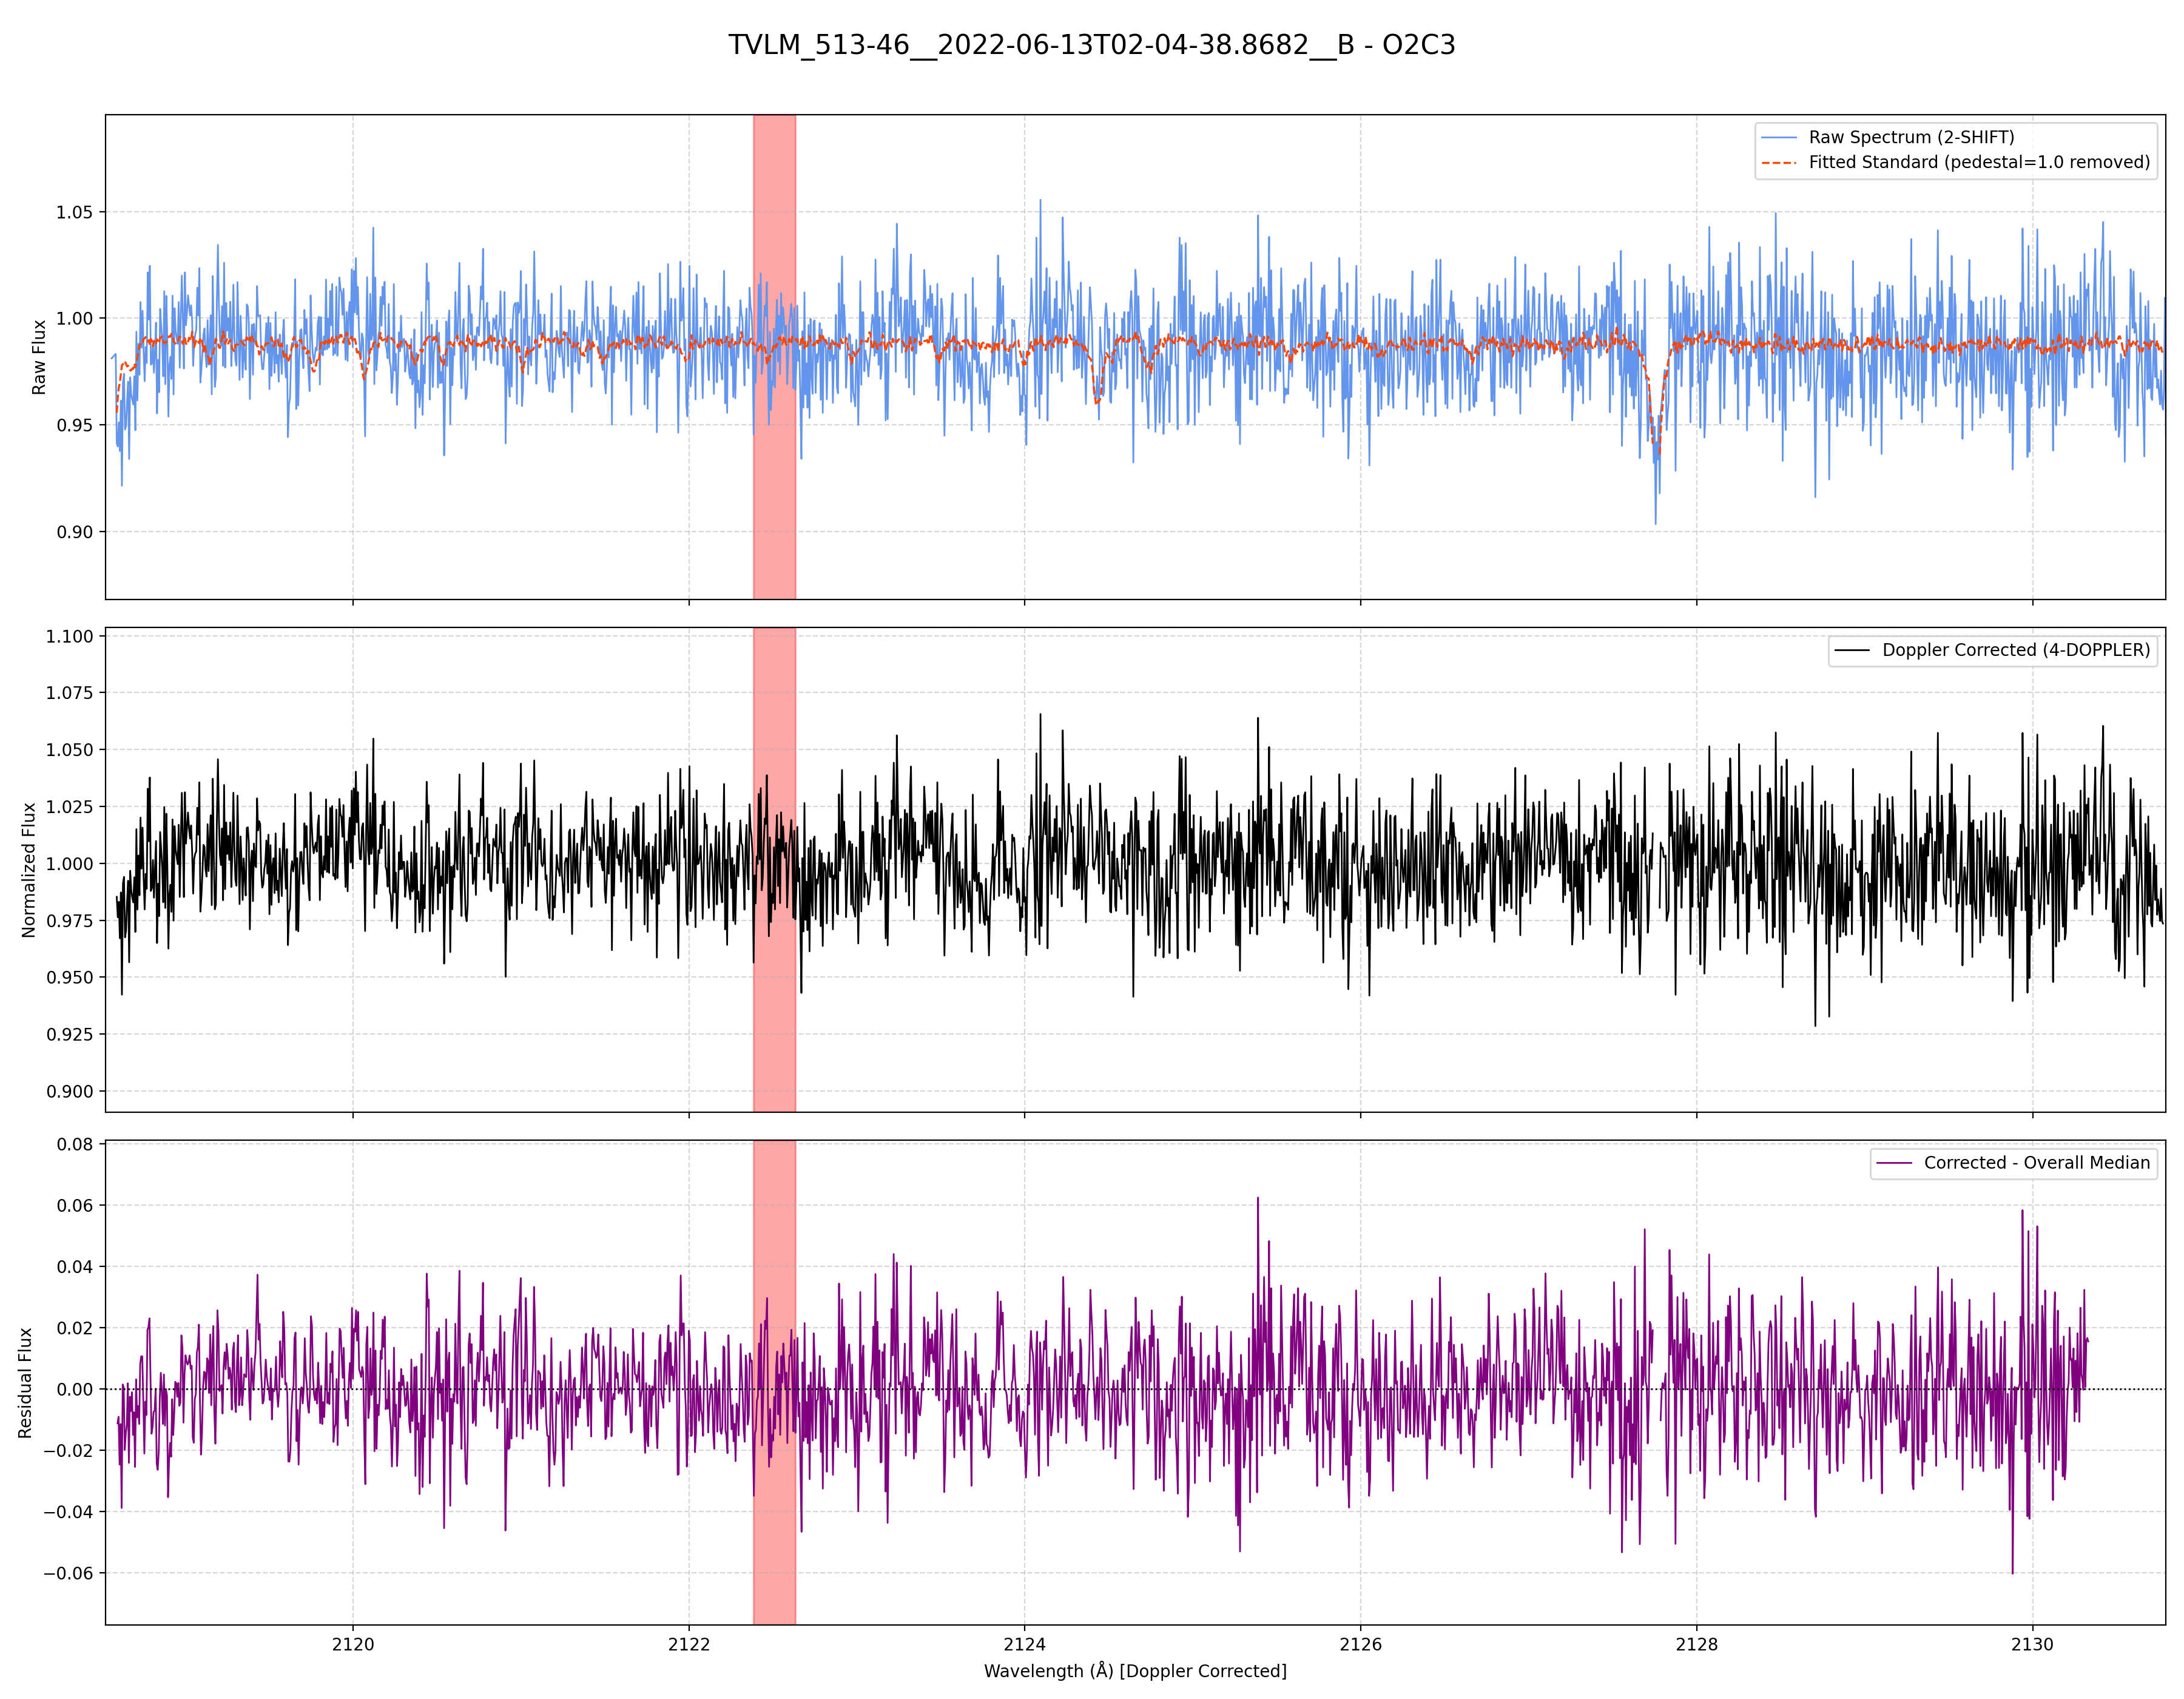 TVLM_513-46__2022-06-13T02-04-38.8682__B - O2C3
Raw Spectrum (2-SHIFT)
Fitted Standard (pedestal=1.0 removed)
Raw Flux
1.05
1.00
0.95
0.90
Doppler Corrected (4-DOPPLER)
Normalized Flux
1.100
1.075
1.050
1.025
1.000
0.975
0.950
0.925
0.900
Corrected - Overall Median
Residual Flux
0.08
0.06
0.04
0.02
0.00
−0.02
−0.04
−0.06
2120 2122 2124 2126 2128 2130
Wavelength (Å) [Doppler Corrected]